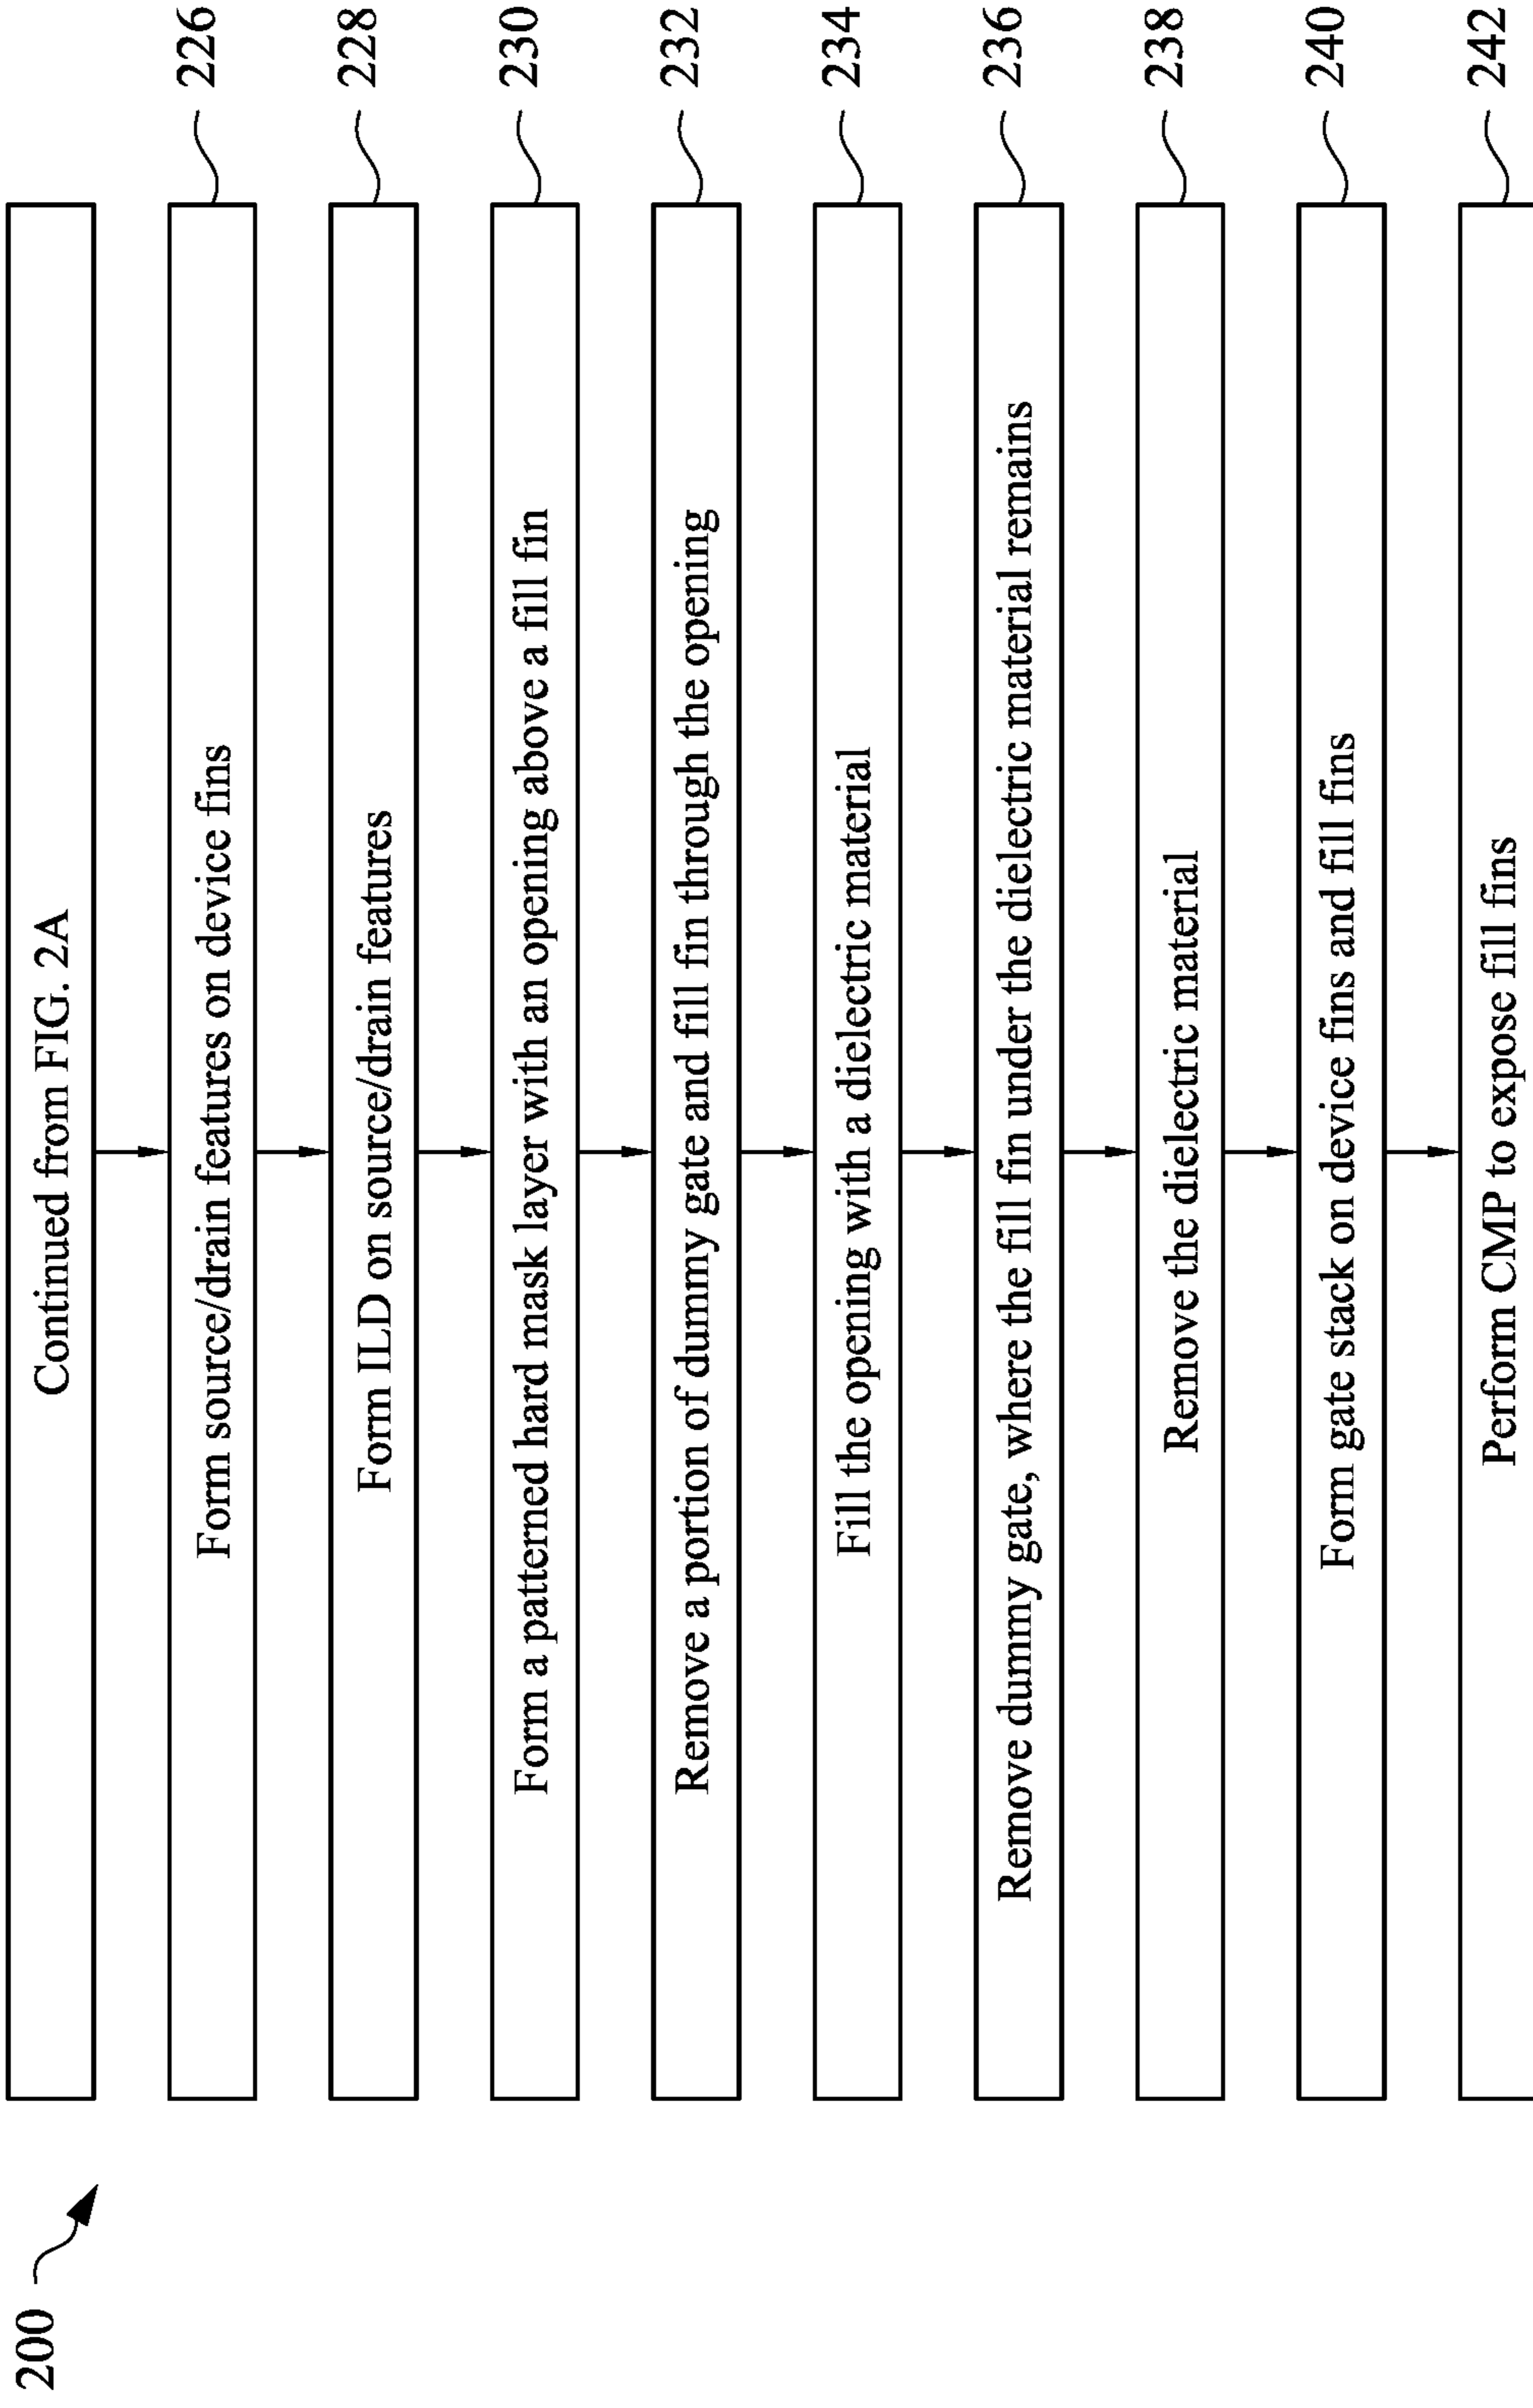 200
Continued from FIG. 2A
Form source/drain features on device fins
226
Form ILD on source/drain features
228
Form a patterned hard mask layer with an opening above a fill fin
230
Remove a portion of dummy gate and fill fin through the opening
232
Fill the opening with a dielectric material
234
Remove dummy gate, where the fill fin under the dielectric material remains
236
Remove the dielectric material
238
Form gate stack on device fins and fill fins
240
Perform CMP to expose fill fins
242